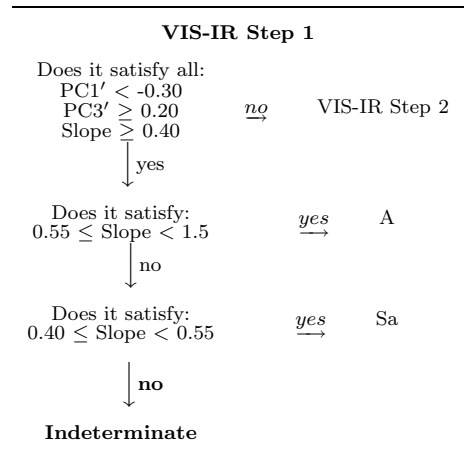 VIS-IR Step 1
Does it satisfy all:
PC1′ < -0.30
PC3′ ≥ 0.20
Slope ≥ 0.40
no
VIS-IR Step 2
yes
Does it satisfy:
0.55 ≤ Slope < 1.5
yes
A
no
Does it satisfy:
0.40 ≤ Slope < 0.55
yes
Sa
no
Indeterminate